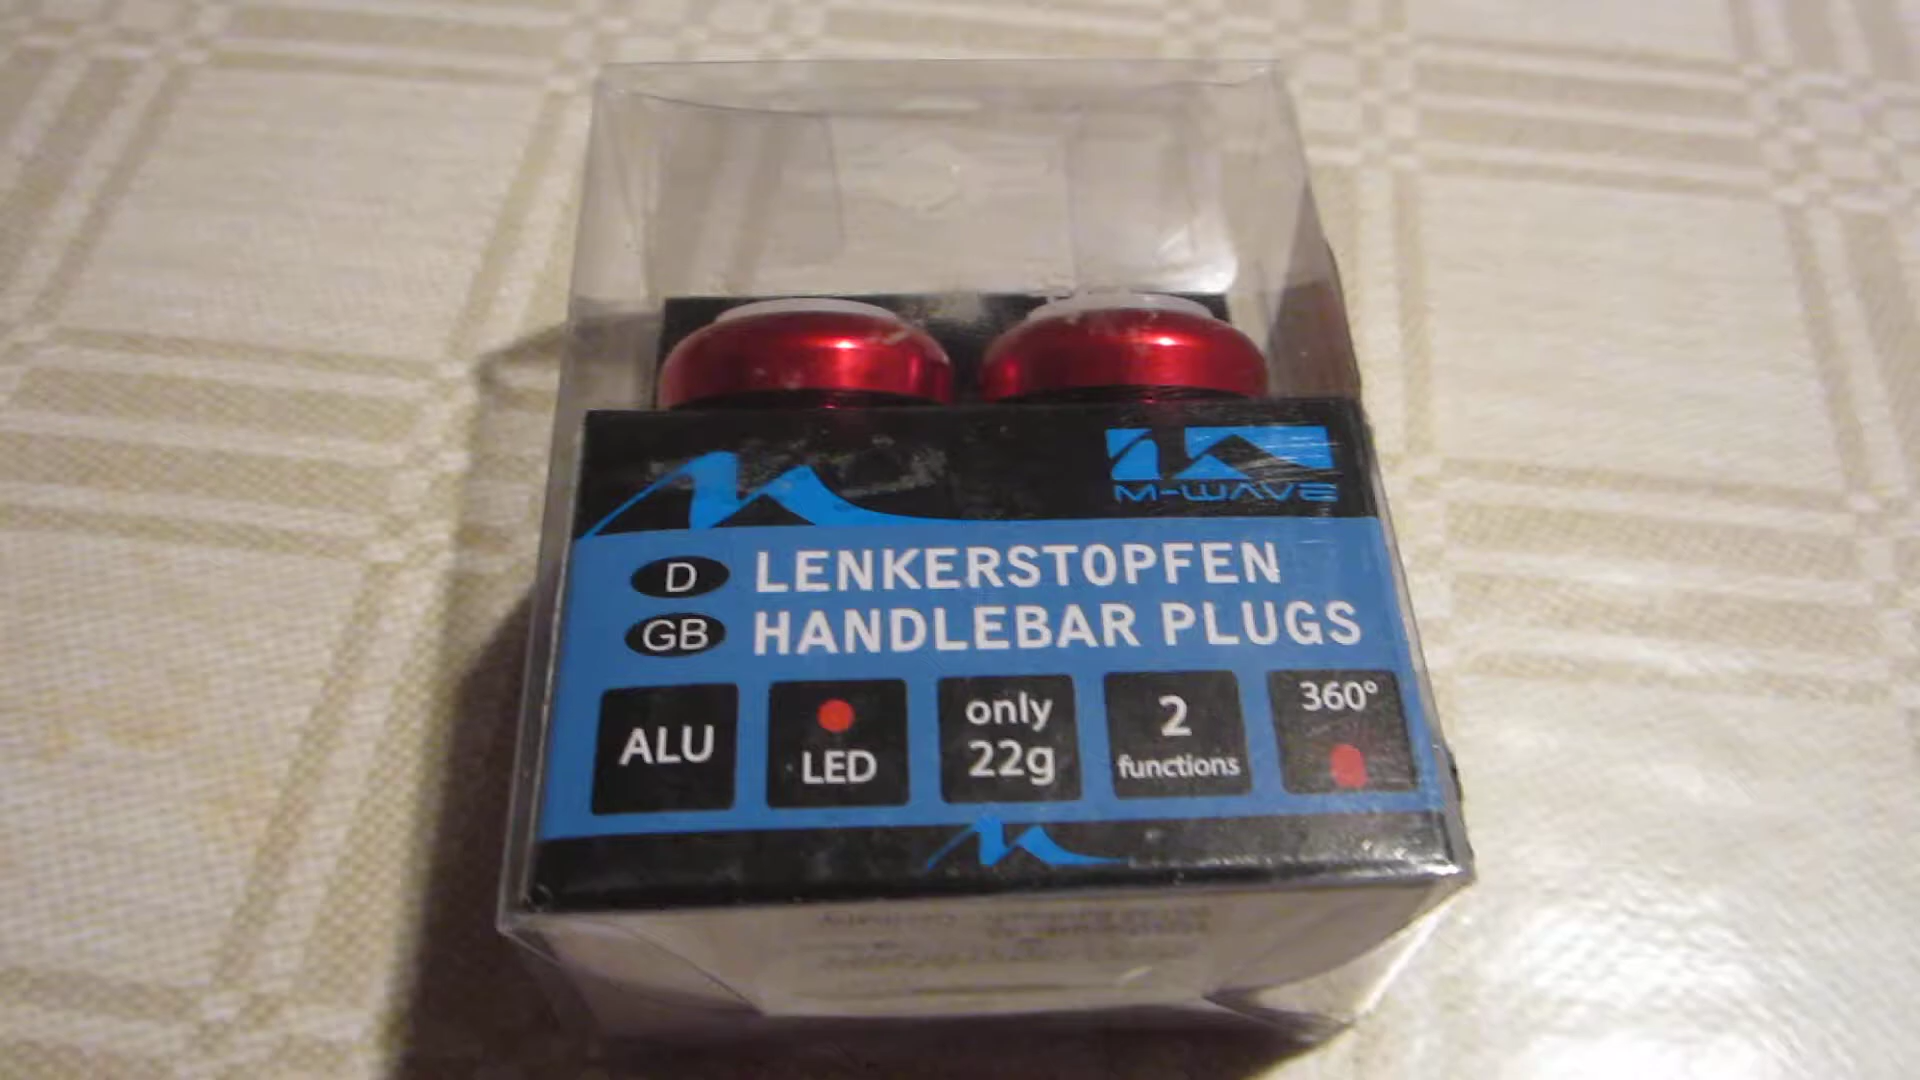 M-WAVE
D LENKERSTOPFEN
GB HANDLEBAR PLUGS
ALU
LED
only
22g
2
functions
360°